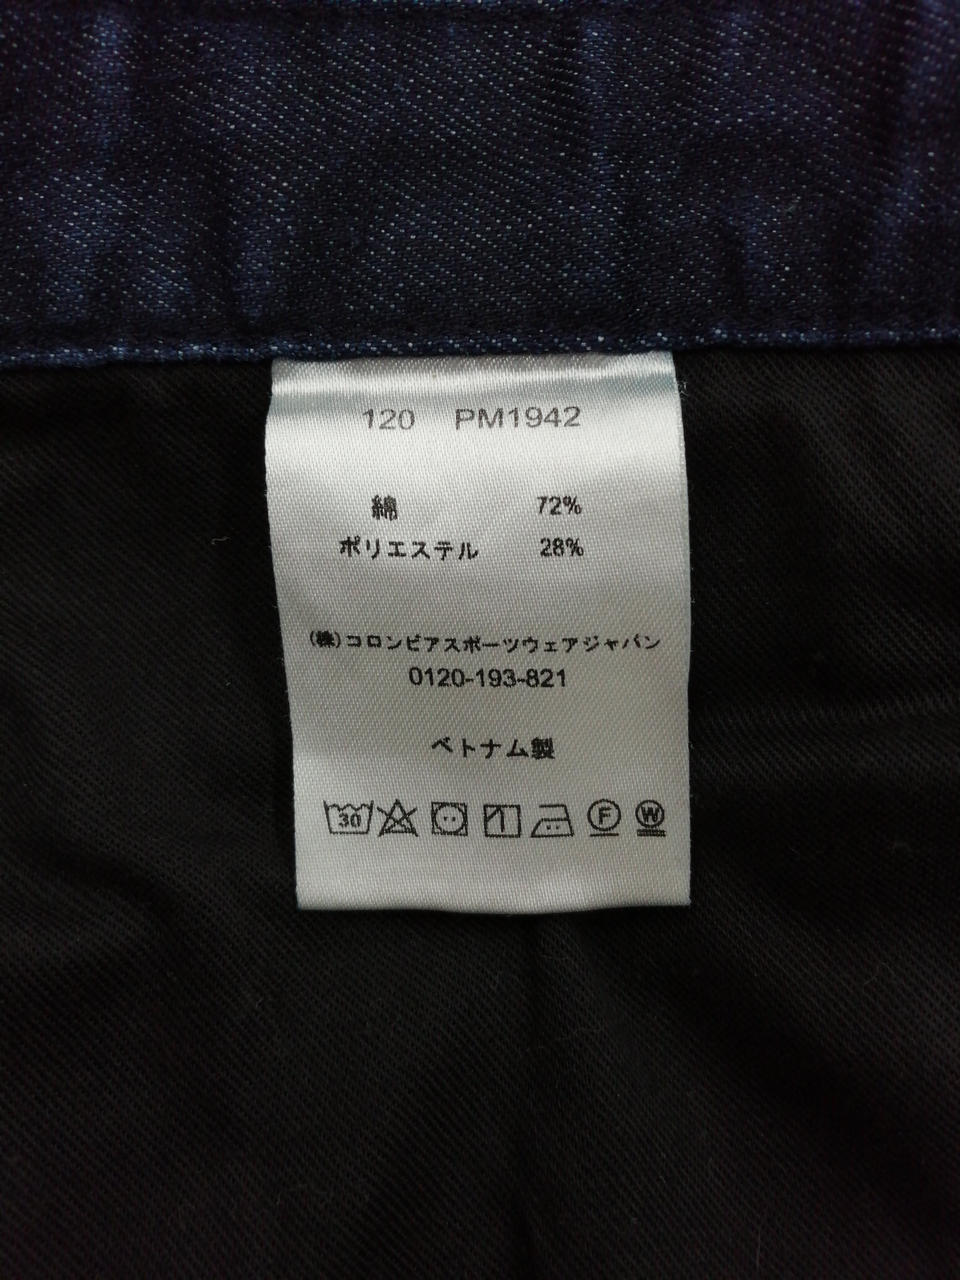 120 PM1942
綿 72%
ポリエステル 28%
(株)コロンビアスポーツウェアジャパン
0120-193-821
ベトナム製
30 F W